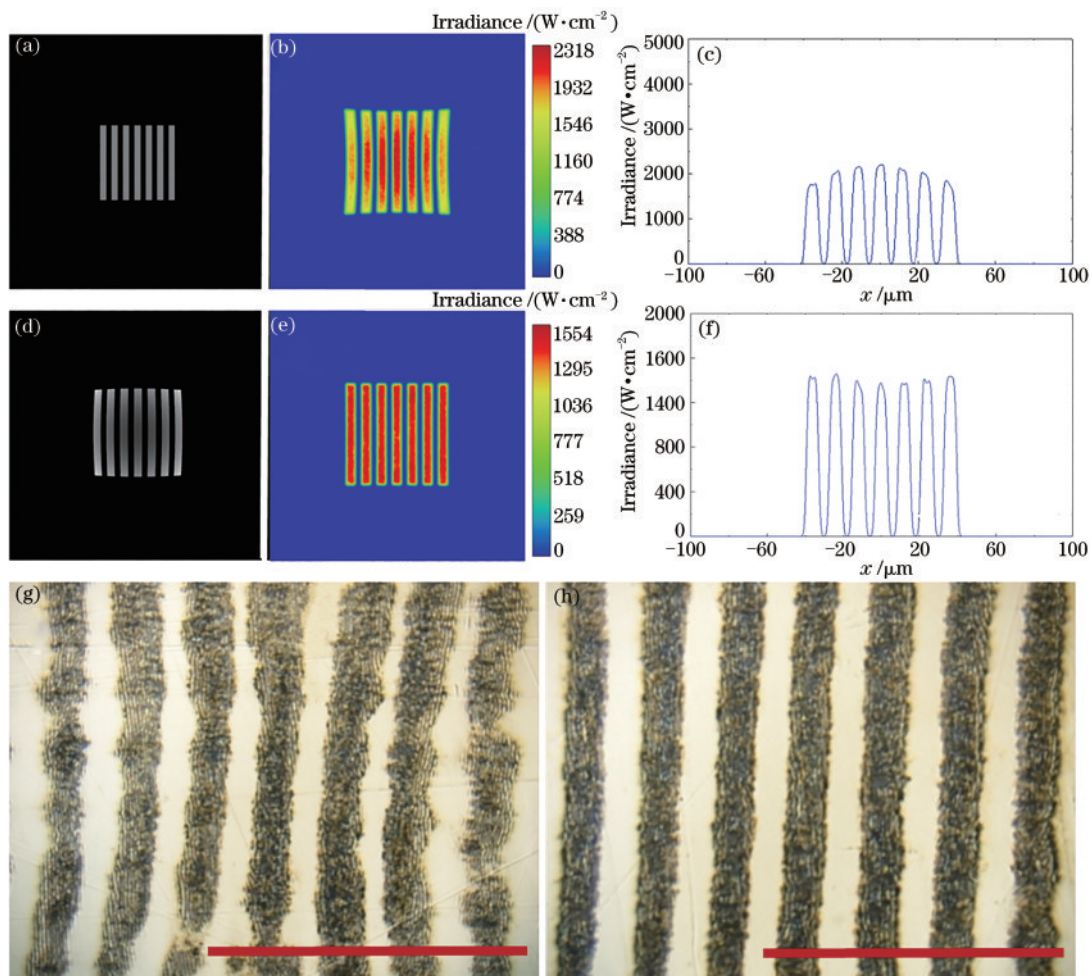 Irradiance /(W•cm⁻²)
(a)
(b)
2318
1932
1546
1160
774
388
0
(c)
Irradiance /(W•cm⁻²)
5000
4000
3000
2000
1000
0
−100
−60
−20
20
60
100
x /μm
Irradiance /(W•cm⁻²)
(d)
(e)
1554
1295
1036
777
518
259
0
(f)
Irradiance /(W•cm⁻²)
2000
1600
1400
800
400
0
−100
−60
−20
20
60
100
x /μm
(g)
(h)